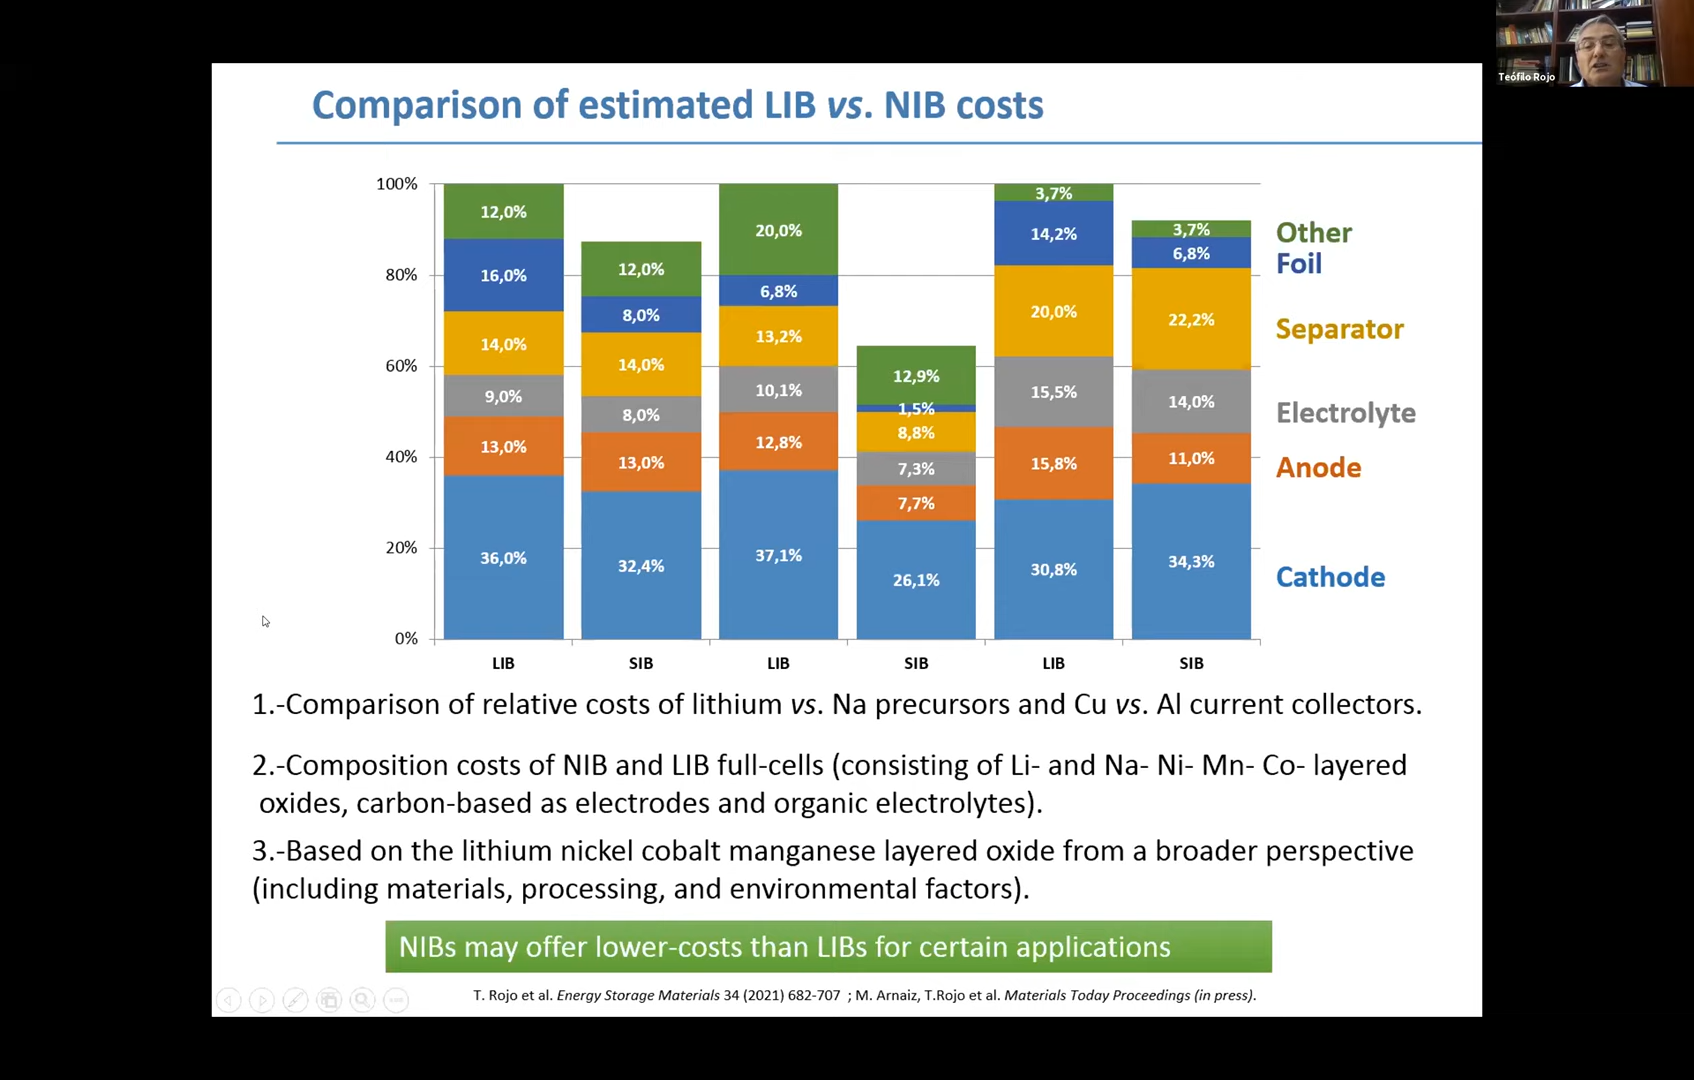 Teófilo Rojo
Comparison of estimated LIB vs. NIB costs
100%
80%
60%
40%
20%
0%
12,0%
16,0%
14,0%
9,0%
13,0%
36,0%
LIB
12,0%
8,0%
14,0%
8,0%
13,0%
32,4%
SIB
20,0%
6,8%
13,2%
10,1%
12,8%
37,1%
LIB
12,9%
1,5%
8,8%
7,3%
7,7%
26,1%
SIB
3,7%
14,2%
20,0%
15,5%
15,8%
30,8%
LIB
3,7%
6,8%
22,2%
14,0%
11,0%
34,3%
SIB
Other
Foil
Separator
Electrolyte
Anode
Cathode
1.-Comparison of relative costs of lithium vs. Na precursors and Cu vs. Al current collectors.
2.-Composition costs of NIB and LIB full-cells (consisting of Li- and Na- Ni- Mn- Co- layered
oxides, carbon-based as electrodes and organic electrolytes).
3.-Based on the lithium nickel cobalt manganese layered oxide from a broader perspective
(including materials, processing, and environmental factors).
NIBs may offer lower-costs than LIBs for certain applications
T. Rojo et al. Energy Storage Materials 34 (2021) 682-707 ; M. Arnaiz, T.Rojo et al. Materials Today Proceedings (in press).